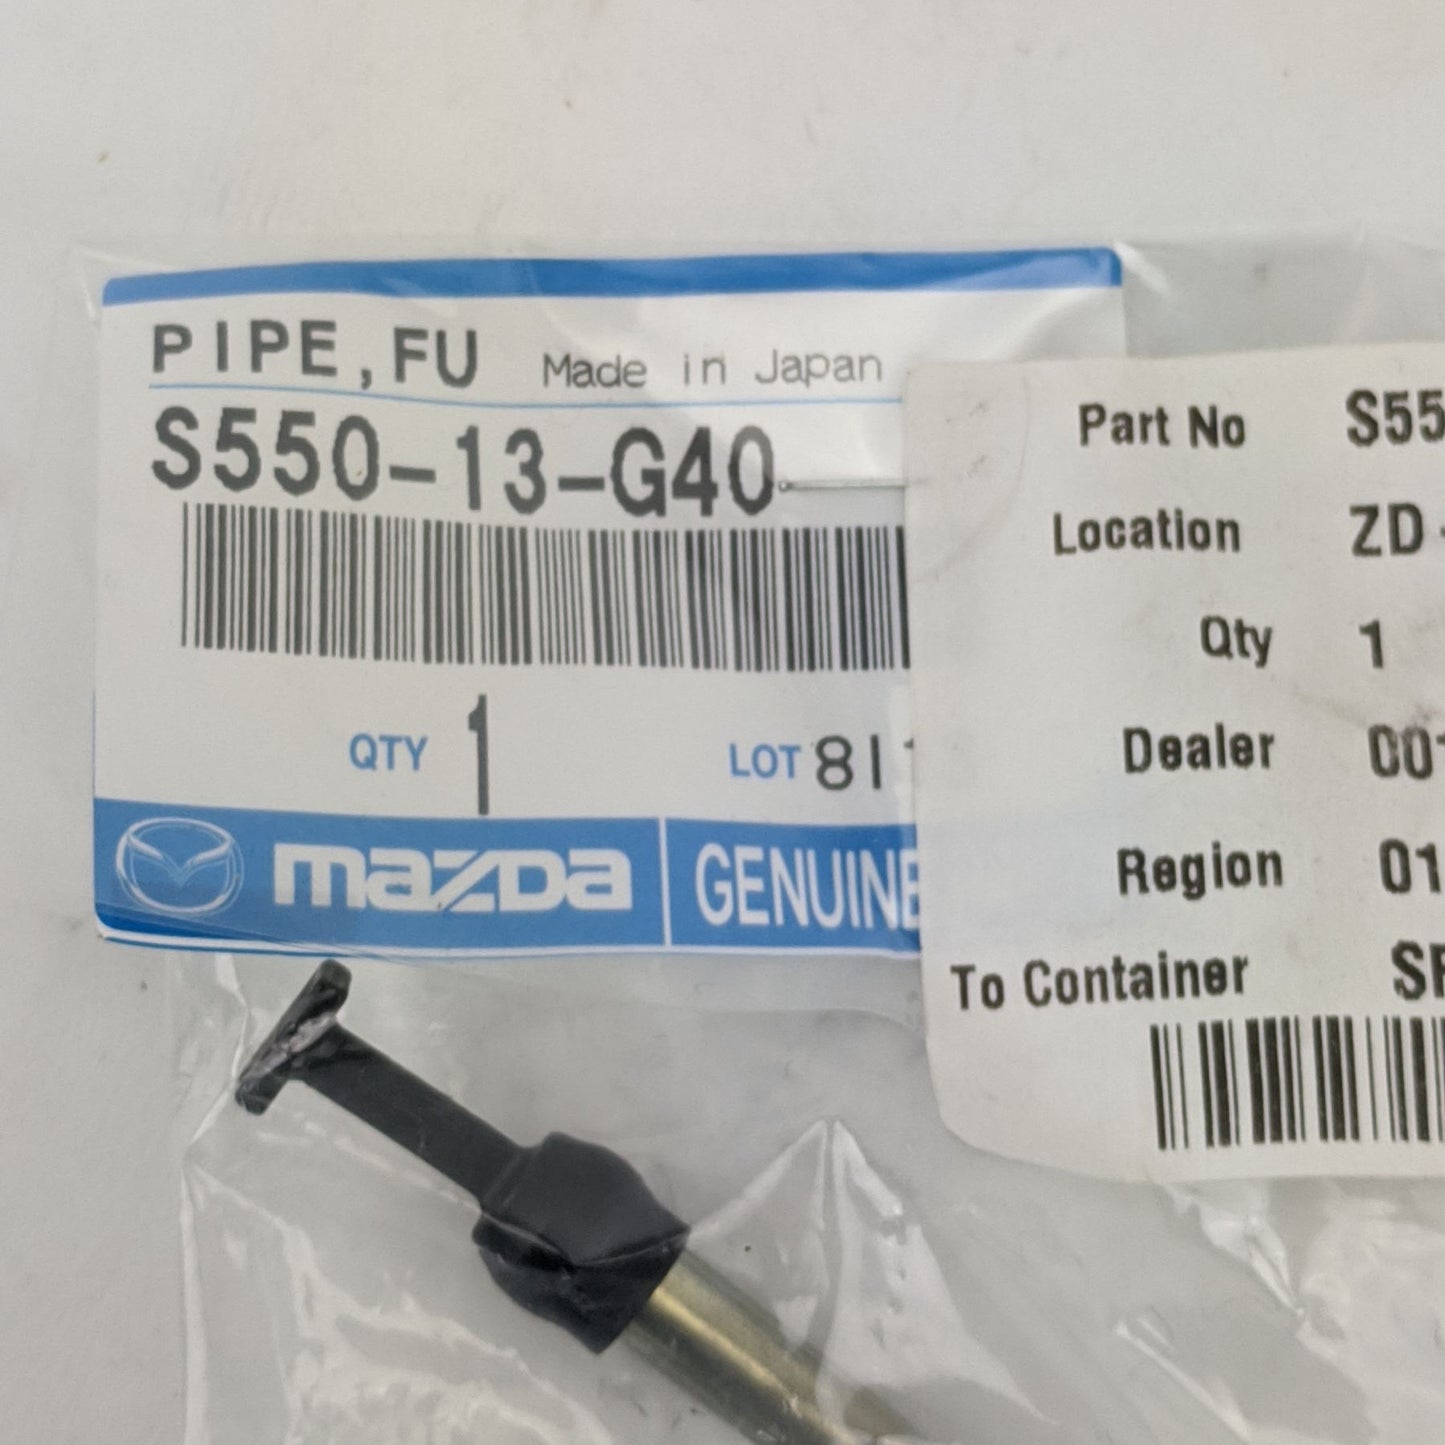 PIPE,FU Made in Japan
S550-13-G40
QTY 1 LOT 81
mazDa GENUINE
Part No S55
Location ZD
Qty 1
Dealer 001
Region 01
To Container